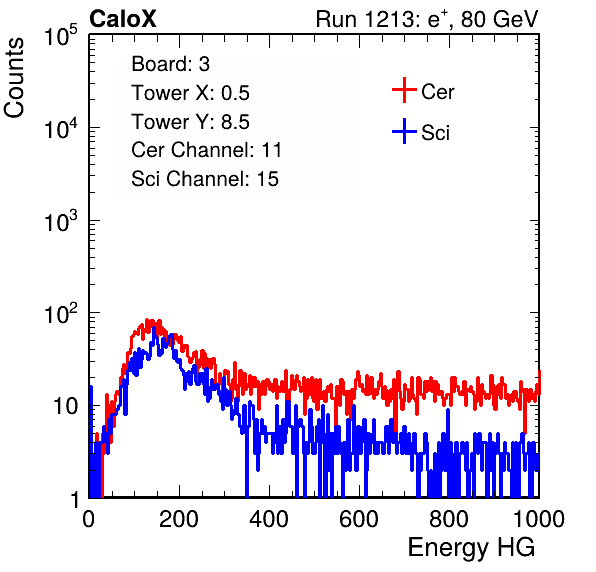 CaloX Run 1213: e⁺, 80 GeV
Counts
Board: 3
Tower X: 0.5
Tower Y: 8.5
Cer Channel: 11
Sci Channel: 15
Cer
Sci
10⁵
10⁴
10³
10²
10
1
0 200 400 600 800 1000
Energy HG